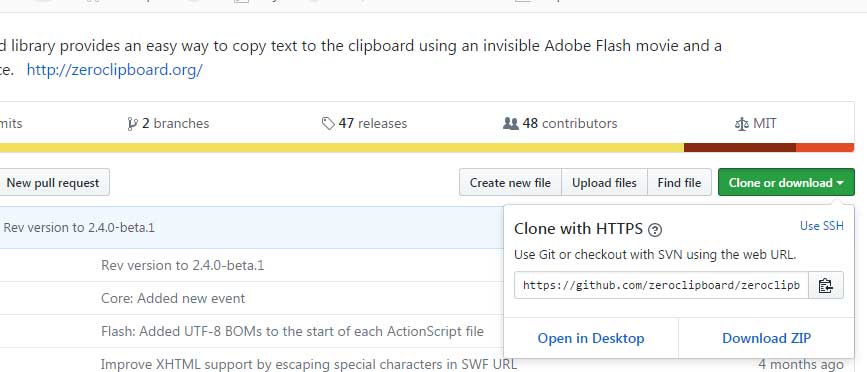 d library provides an easy way to copy text to the clipboard using an invisible Adobe Flash movie and a
ce. http://zeroclipboard.org/
mits 2 branches 47 releases 48 contributors MIT
New pull request Create new file Upload files Find file Clone or download
Rev version to 2.4.0-beta.1
Clone with HTTPS ? Use SSH
Use Git or checkout with SVN using the web URL.
https://github.com/zeroclipboard/zeroclipb
Open in Desktop Download ZIP
Rev version to 2.4.0-beta.1
Core: Added new event
Flash: Added UTF-8 BOMs to the start of each ActionScript file
Improve XHTML support by escaping special characters in SWF URL 4 months ago